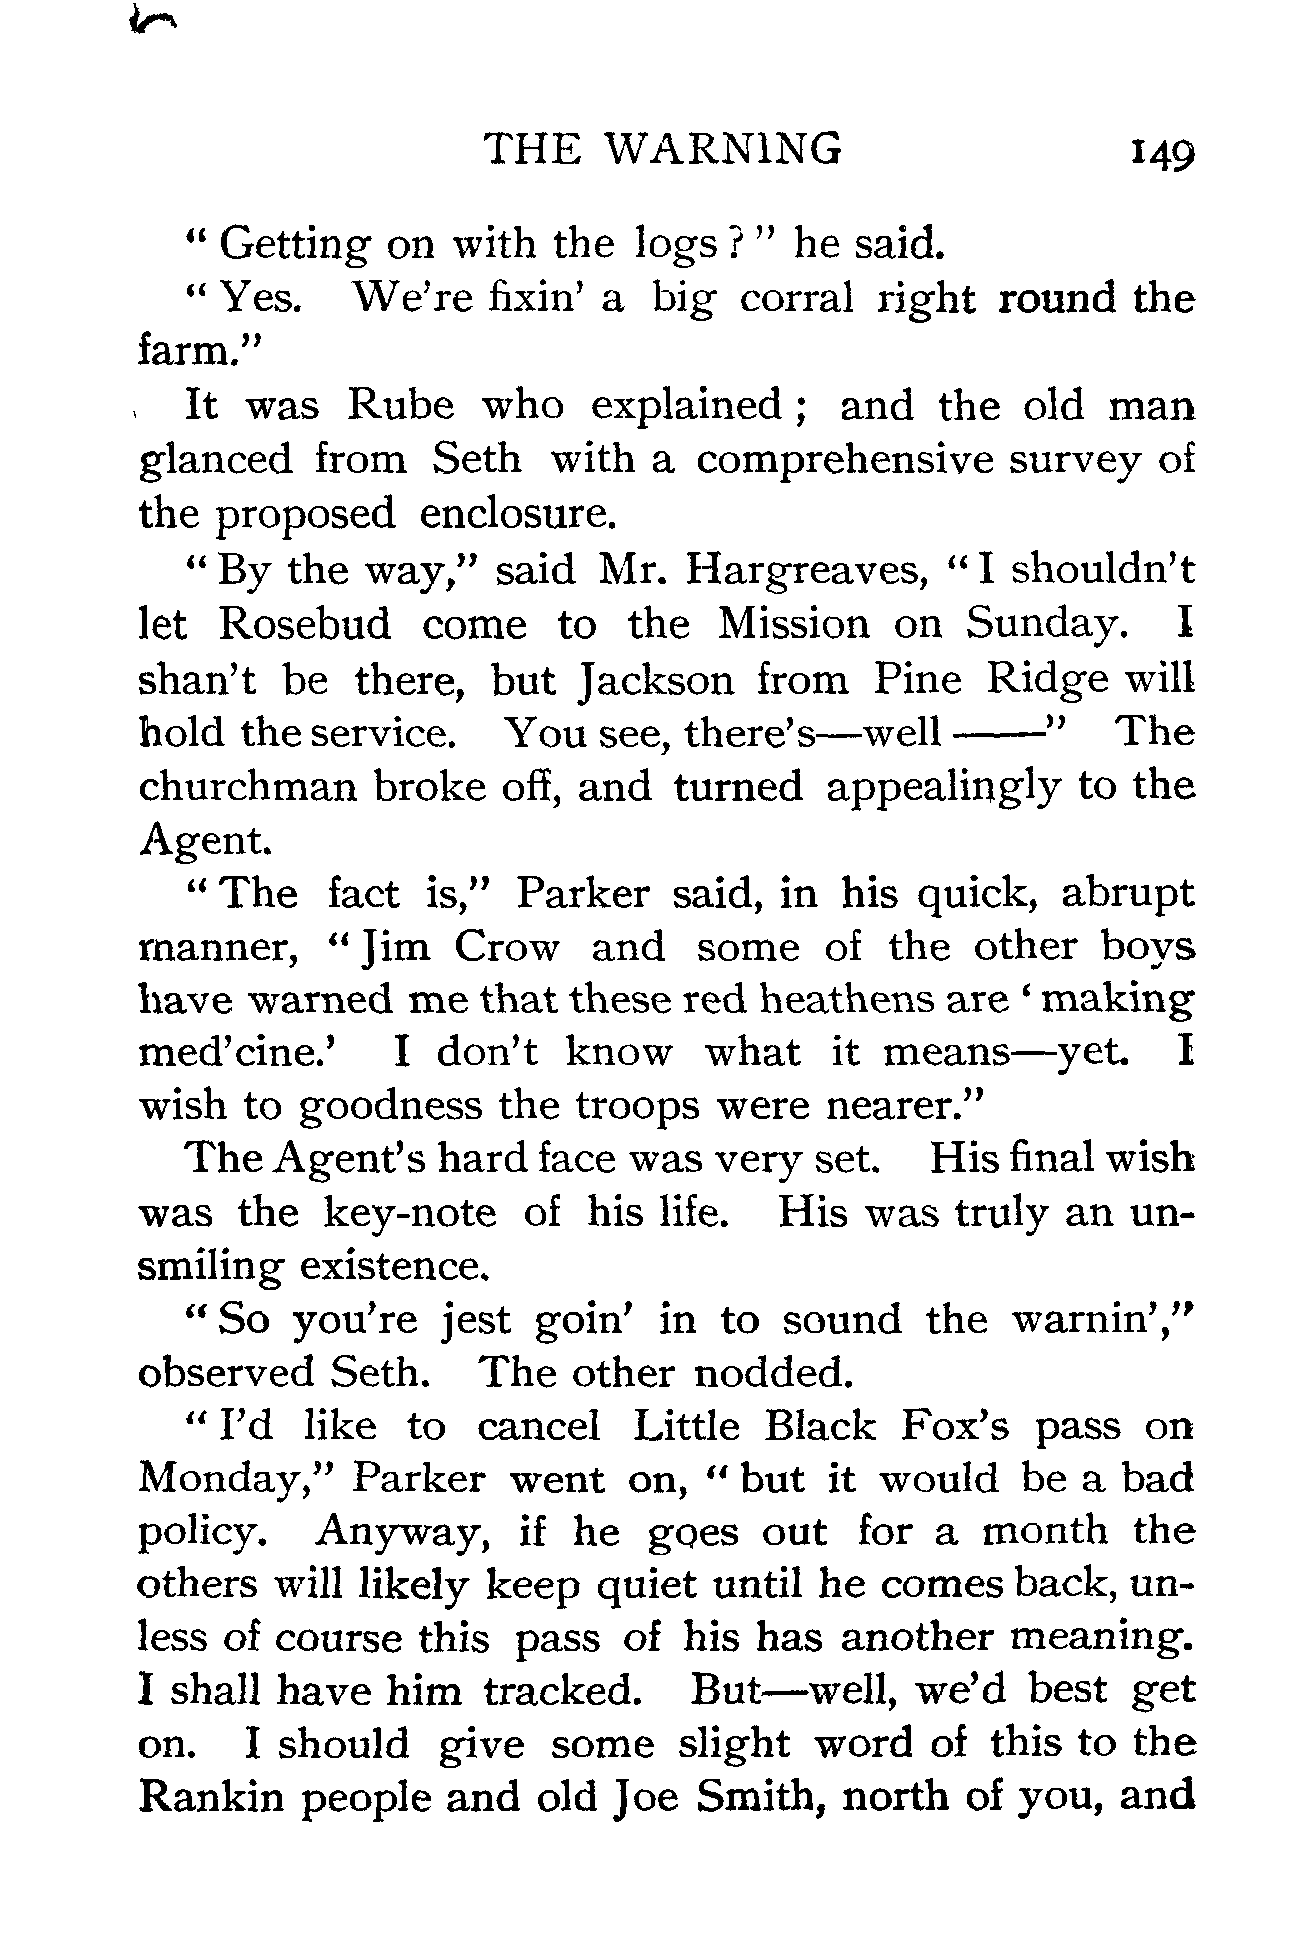 THE WARNING 149
“ Getting on with the logs ? ” he said.
“ Yes. We’re fixin’ a big corral right round the
farm.”
It was Rube who explained ; and the old man
glanced from Seth with a comprehensive survey of
the proposed enclosure.
“ By the way,” said Mr. Hargreaves, “ I shouldn’t
let Rosebud come to the Mission on Sunday. I
shan’t be there, but Jackson from Pine Ridge will
hold the service. You see, there’s—well ——” The
churchman broke off, and turned appealingly to the
Agent.
“ The fact is,” Parker said, in his quick, abrupt
manner, “ Jim Crow and some of the other boys
have warned me that these red heathens are ‘ making
med’cine.’ I don’t know what it means—yet. I
wish to goodness the troops were nearer.”
The Agent’s hard face was very set. His final wish
was the key-note of his life. His was truly an un-
smiling existence.
“ So you’re jest goin’ in to sound the warnin’,”
observed Seth. The other nodded.
“ I’d like to cancel Little Black Fox’s pass on
Monday,” Parker went on, “ but it would be a bad
policy. Anyway, if he goes out for a month the
others will likely keep quiet until he comes back, un-
less of course this pass of his has another meaning.
I shall have him tracked. But—well, we’d best get
on. I should give some slight word of this to the
Rankin people and old Joe Smith, north of you, and